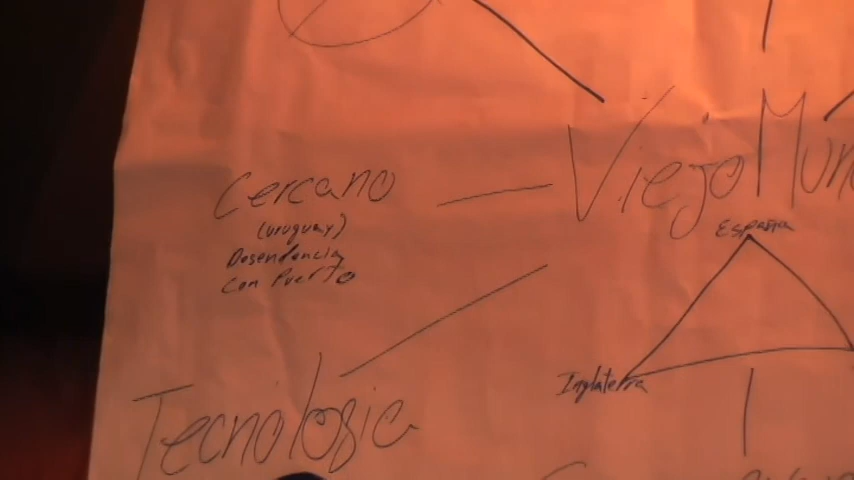 Cercano
(Uruguay)
Desendencia
Con Puerto
Viejo Mun
España
Inglaterra
Tecnologia